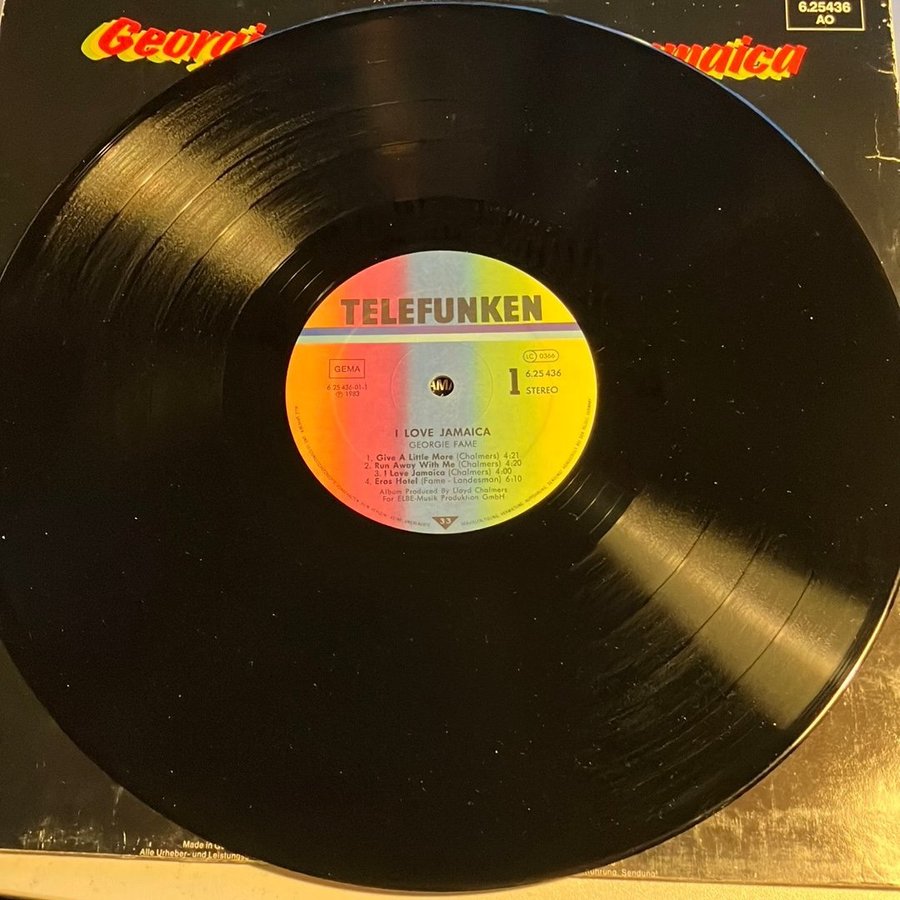 6.25436
AO
Georgi
maica
TELEFUNKEN
LC 0366
GEMA
1
6.25 436
6.25 436-01-1
STEREO
℗ 1983
AM
I LOVE JAMAICA
GEORGIE FAME
1. Give A Little More (Chalmers) 4:21
2. Run Away With Me (Chalmers) 4:20
3. I Love Jamaica (Chalmers) 4:00
4. Eros Hotel (Fame - Landesman) 6:10
Album Produced By Lloyd Chalmers
For ELBE-Musik Produktion GmbH
33
Made in G
Alle Urheber- und Leistungs
ührung, Sendung!